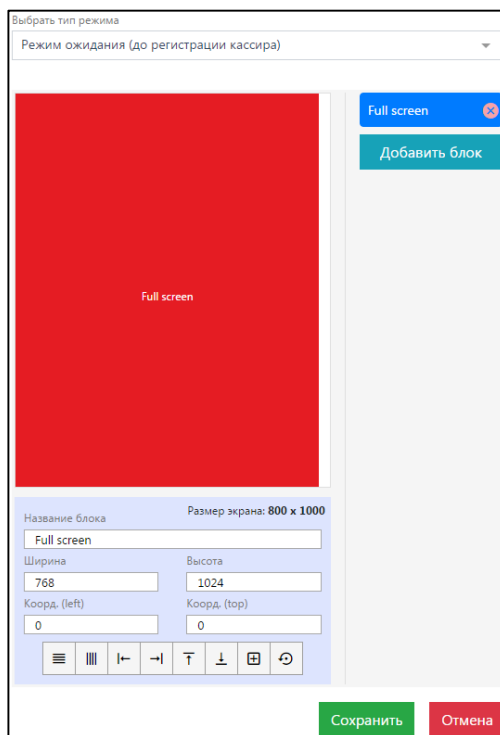 Выбрать тип режима
Режим ожидания (до регистрации кассира)
Full screen
Добавить блок
Full screen
Размер экрана: 800 x 1000
Название блока
Full screen
Ширина Высота
768 1024
Коорд. (left) Коорд. (top)
0 0
Сохранить Отмена